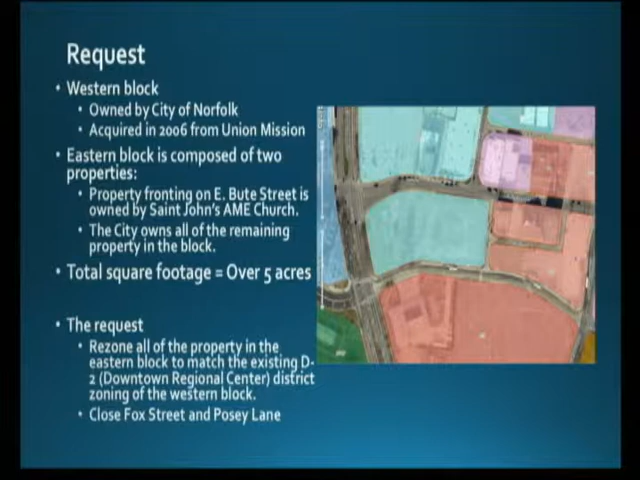 Request
• Western block
• Owned by City of Norfolk
• Acquired in 2006 from Union Mission
• Eastern block is composed of two
properties:
• Property fronting on E. Bute Street is
owned by Saint John's AME Church.
• The City owns all of the remaining
property in the block.
• Total square footage = Over 5 acres
• The request
• Rezone all of the property in the
eastern block to match the existing D-
2 (Downtown Regional Center) district
zoning of the western block.
• Close Fox Street and Posey Lane